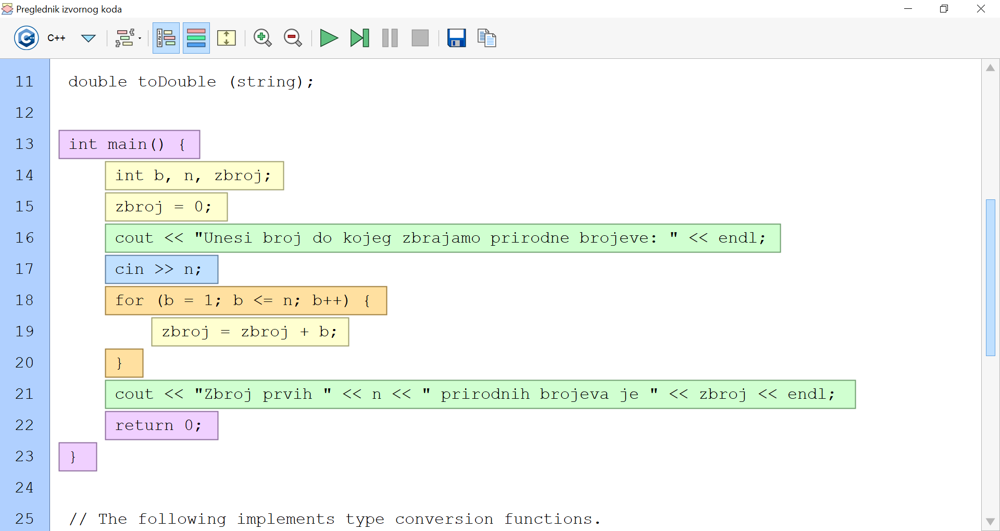 Preglednik izvornog koda
C++
11 double toDouble (string);
12
13 int main() {
14 int b, n, zbroj;
15 zbroj = 0;
16 cout << "Unesi broj do kojeg zbrajamo prirodne brojeve: " << endl;
17 cin >> n;
18 for (b = 1; b <= n; b++) {
19 zbroj = zbroj + b;
20 }
21 cout << "Zbroj prvih " << n << " prirodnih brojeva je " << zbroj << endl;
22 return 0;
23 }
24
25 // The following implements type conversion functions.